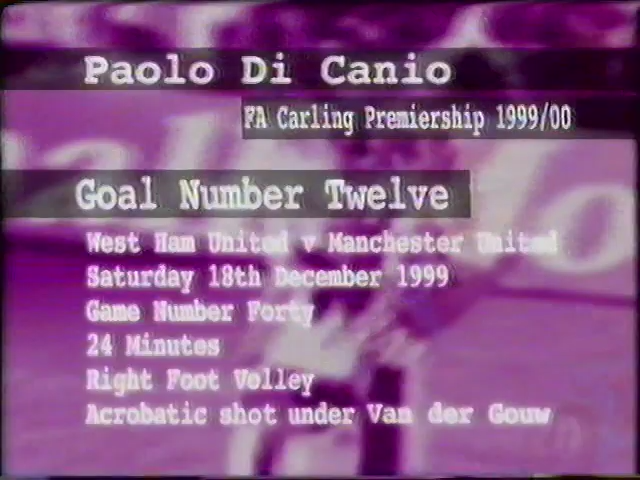 Paolo Di Canio
FA Carling Premiership 1999/00
Goal Number Twelve
West Ham United v Manchester United
Saturday 18th December 1999
Game Number Forty
24 Minutes
Right Foot Volley
Acrobatic shot under Van der Gouw